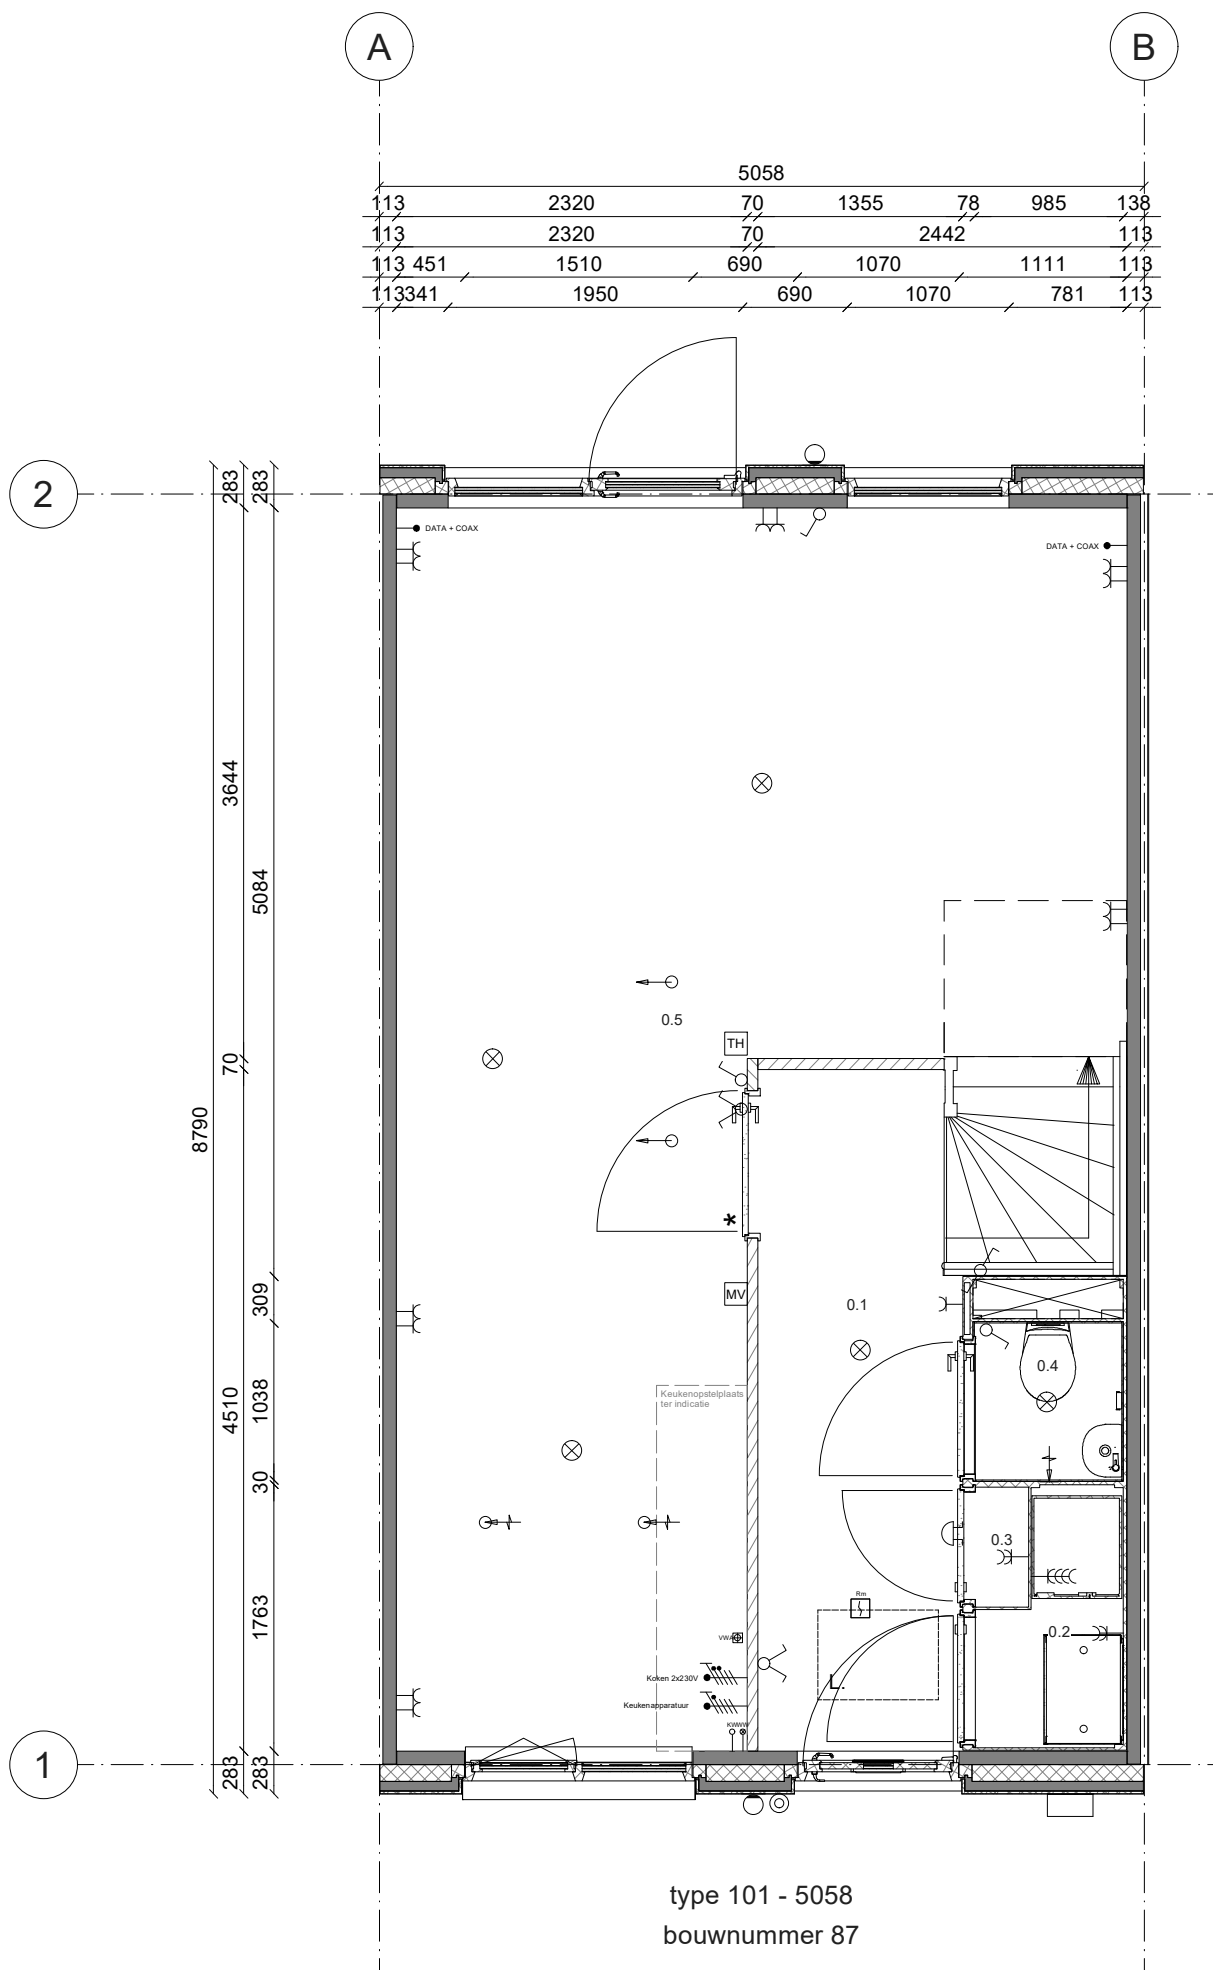 A B
5058
113 2320 70 1355 78 985 138
113 2320 70 2442 113
113 451 1510 690 1070 1111 113
113 341 1950 690 1070 781 113
2
283 283
DATA + COAX
DATA + COAX
3644
5084
0.5
TH
70
8790
309
MV
0.1
0.4
Keukenopstelplaats
ter indicatie
1038
4510
30
0.3
Rm
1763
0.2
Koken 2x230V
L.
Keukenapparatuur
1
283 283
type 101 - 5058
bouwnummer 87